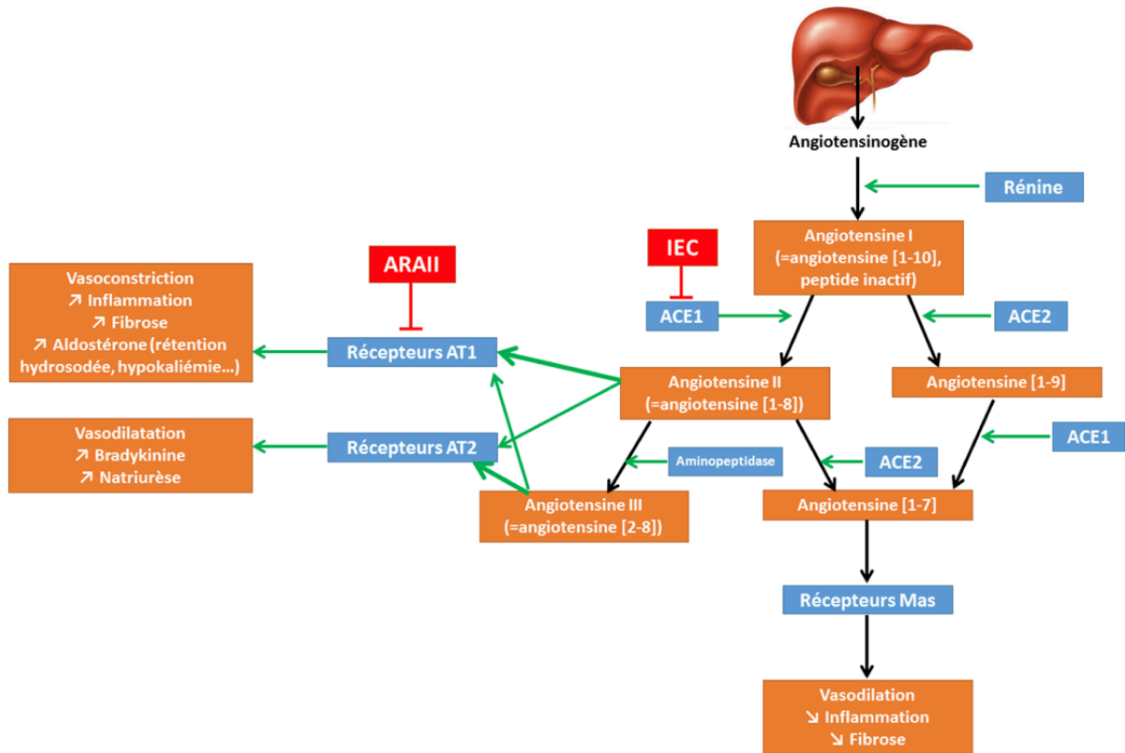 Angiotensinogène
Rénine
Angiotensine I
(=angiotensine [1-10],
peptide inactif)
ARAII
IEC
Vasoconstriction
↗ Inflammation
↗ Fibrose
↗ Aldostérone (rétention
hydrosodée, hypokaliémie...)
Récepteurs AT1
ACE1
ACE2
Angiotensine II
(=angiotensine [1-8])
Angiotensine [1-9]
Vasodilatation
↗ Bradykinine
↗ Natriurèse
Récepteurs AT2
Aminopeptidase
ACE2
ACE1
Angiotensine III
(=angiotensine [2-8])
Angiotensine [1-7]
Récepteurs Mas
Vasodilation
↘ Inflammation
↘ Fibrose